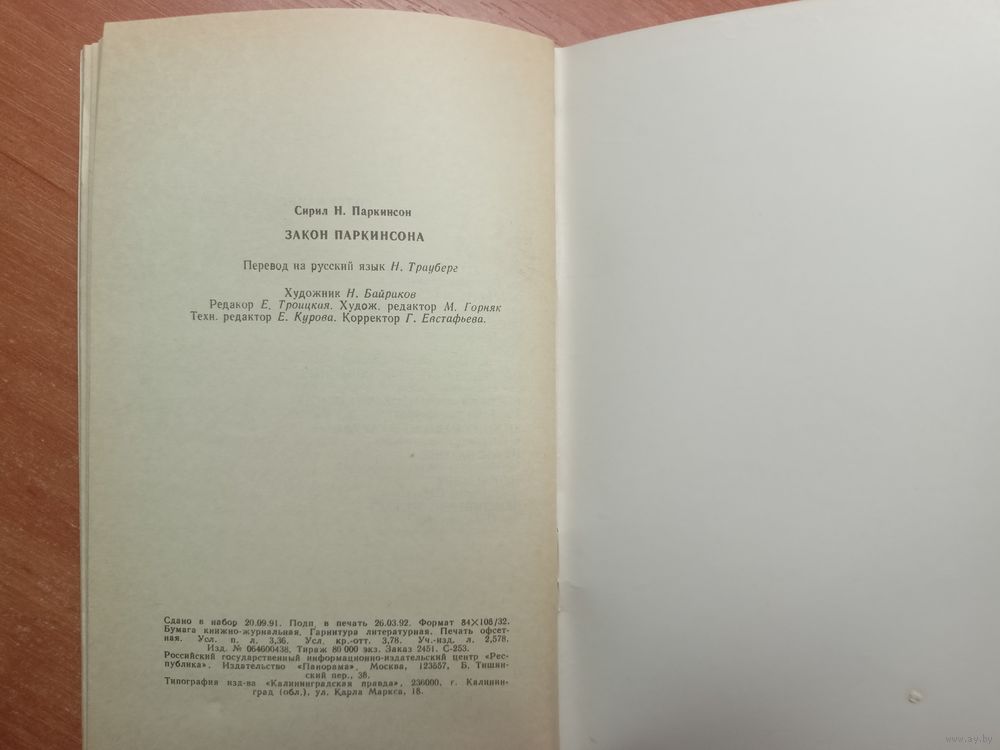 Сирил Н. Паркинсон
ЗАКОН ПАРКИНСОНА
Перевод на русский язык Н. Трауберг
Художник Н. Байриков
Редакор Е. Троицкая. Худож. редактор М. Горняк
Техн. редактор Е. Курова. Корректор Г. Евстафьева.
Сдано в набор 20.09.91. Подп. в печать 26.03.92. Формат 84×108/32.
Бумага книжно-журнальная. Гарнитура литературная. Печать офсет-
ная. Усл. п. л. 3,36. Усл. кр.-отт. 3,78. Уч.-изд. л. 2,578.
Изд. № 064600438. Тираж 80 000 экз. Заказ 2451. С-253.
Российский государственный информационно-издательский центр «Рес-
публика». Издательство «Панорама». Москва, 123557, Б. Тишин-
ский пер., 38.
Типография изд-ва «Калининградская правда», 236000, г. Калинин-
град (обл.), ул. Карла Маркса, 18.
www.ay.by